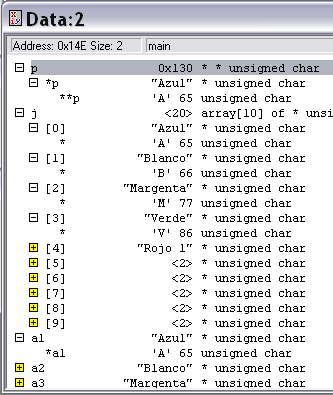 Data:2
Address: 0x14E Size: 2 main
p 0x130 * * unsigned char
*p "Azul" * unsigned char
**p 'A' 65 unsigned char
j <20> array[10] of * unsi
[0] "Azul" * unsigned char
* 'A' 65 unsigned char
[1] "Blanco" * unsigned char
* 'B' 66 unsigned char
[2] "Margenta" * unsigned char
* 'M' 77 unsigned char
[3] "Verde" * unsigned char
* 'V' 86 unsigned char
[4] "Rojo 1" * unsigned char
[5] <2> * unsigned char
[6] <2> * unsigned char
[7] <2> * unsigned char
[8] <2> * unsigned char
[9] <2> * unsigned char
a1 "Azul" * unsigned char
*a1 'A' 65 unsigned char
a2 "Blanco" * unsigned char
a3 "Margenta" * unsigned char